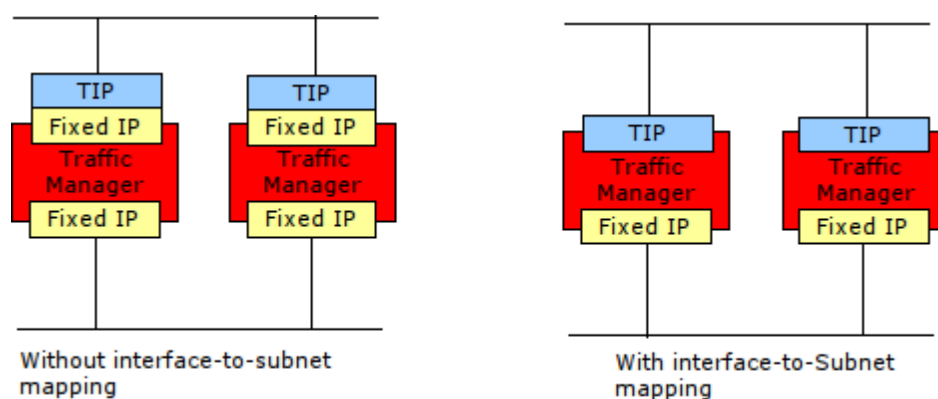 TIP
Fixed IP
Traffic
Manager
Fixed IP
TIP
Fixed IP
Traffic
Manager
Fixed IP
Without interface-to-subnet
mapping
TIP
Traffic
Manager
Fixed IP
TIP
Traffic
Manager
Fixed IP
With interface-to-Subnet
mapping